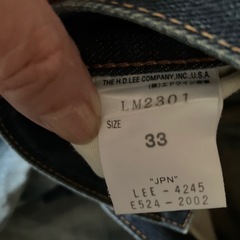 THE H.D.LEE COMPANY, INC.,U.S.A.
LM2301
SIZE
33
"JPN"
LEE - 4245
E524 - 2002